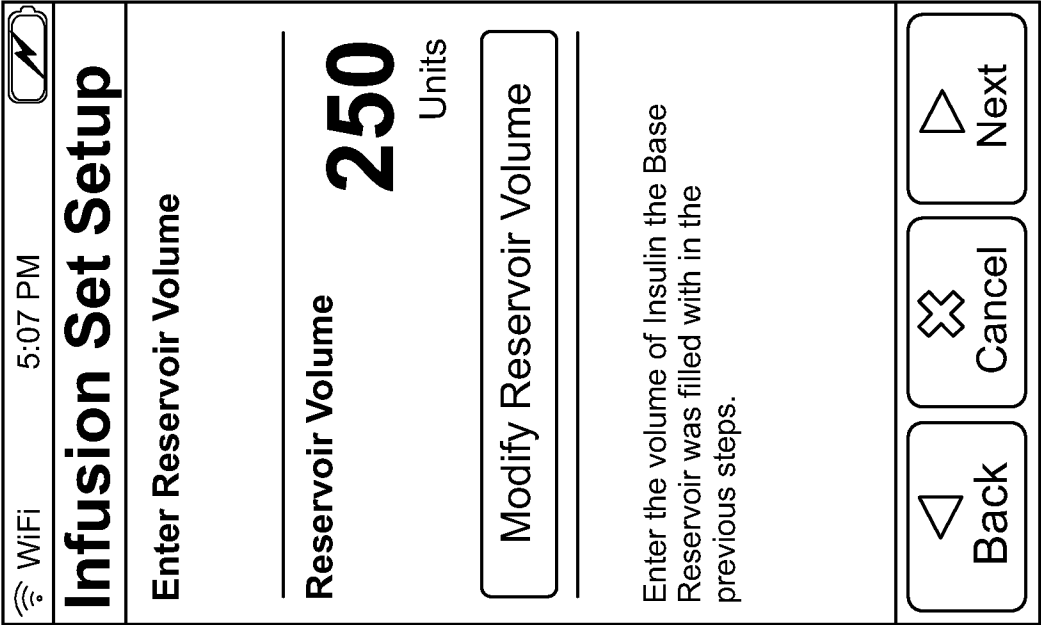 WiFi 5:07 PM
Infusion Set Setup
Enter Reservoir Volume
Reservoir Volume 250
Units
Modify Reservoir Volume
Enter the volume of Insulin the Base
Reservoir was filled with in the
previous steps.
Back Cancel Next